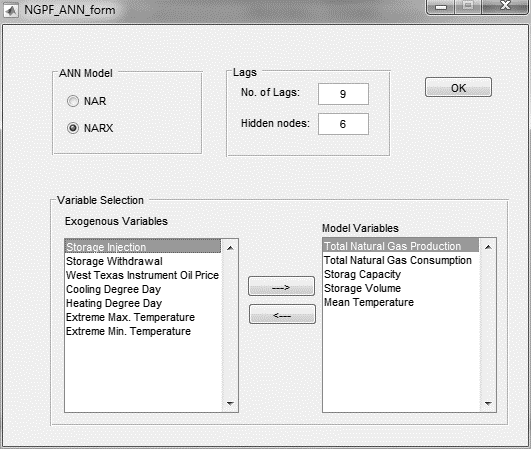 NGPF_ANN_form
ANN Model
NAR
NARX
Lags
No. of Lags: 9
Hidden nodes: 6
OK
Variable Selection
Exogenous Variables
Storage Injection
Storage Withdrawal
West Texas Instrument Oil Price
Cooling Degree Day
Heating Degree Day
Extreme Max. Temperature
Extreme Min. Temperature
--->
<---
Model Variables
Total Natural Gas Production
Total Natural Gas Consumption
Storag Capacity
Storage Volume
Mean Temperature